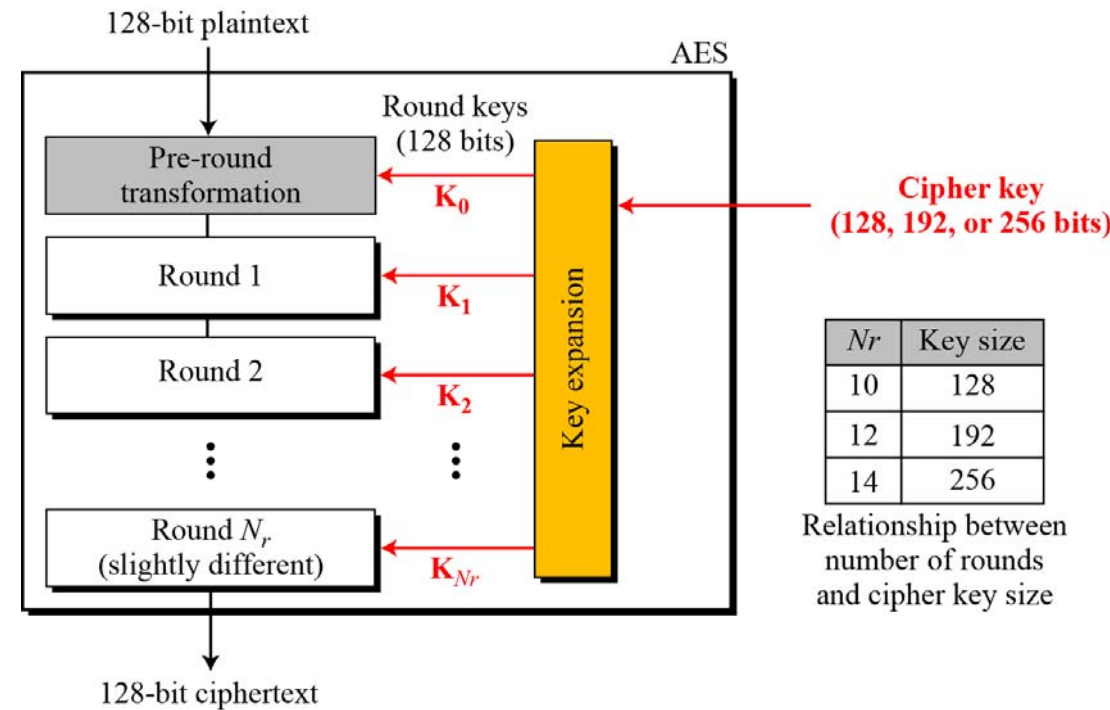 128-bit plaintext
AES
Round keys
(128 bits)
Pre-round
transformation
K0
Cipher key
(128, 192, or 256 bits)
Round 1
K1
Key expansion
Round 2
K2
Nr Key size
10 128
12 192
14 256
Relationship between
number of rounds
and cipher key size
Round Nr
(slightly different)
KNr
128-bit ciphertext